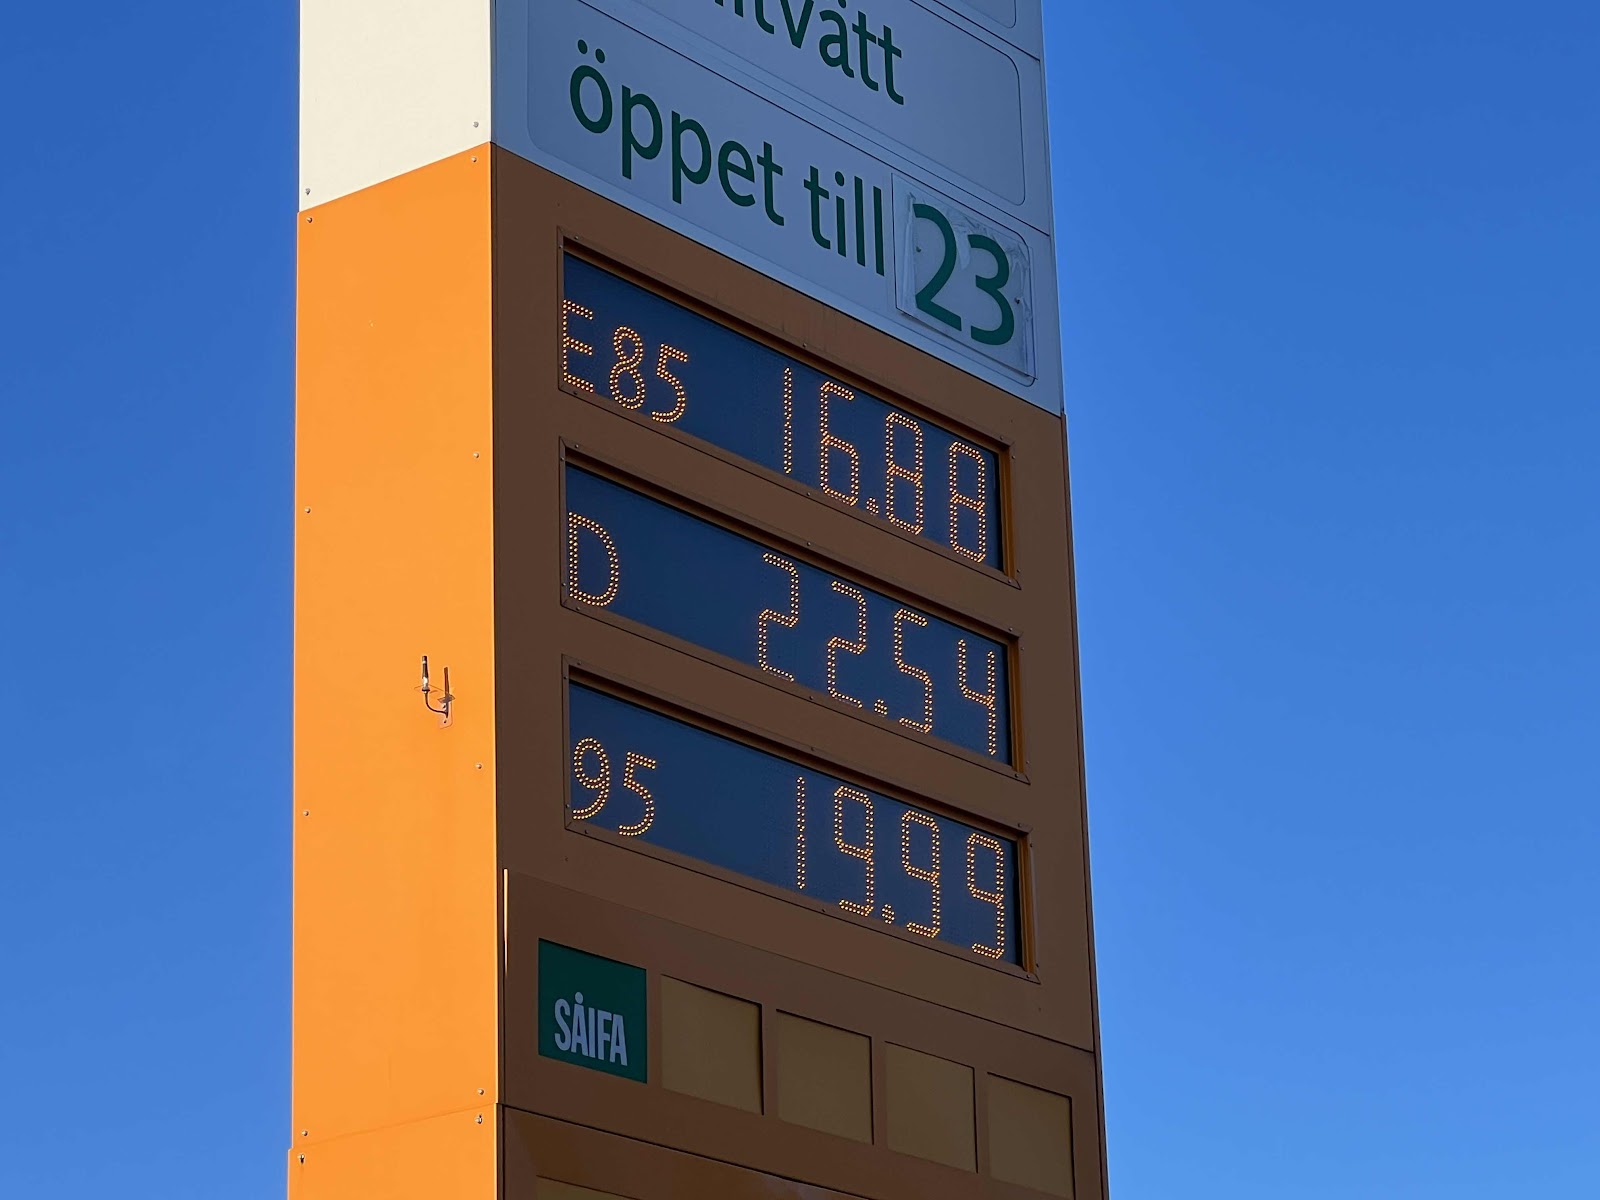 öppet till 23
E85 16.88
D 22.54
95 19.99
SÅIFA